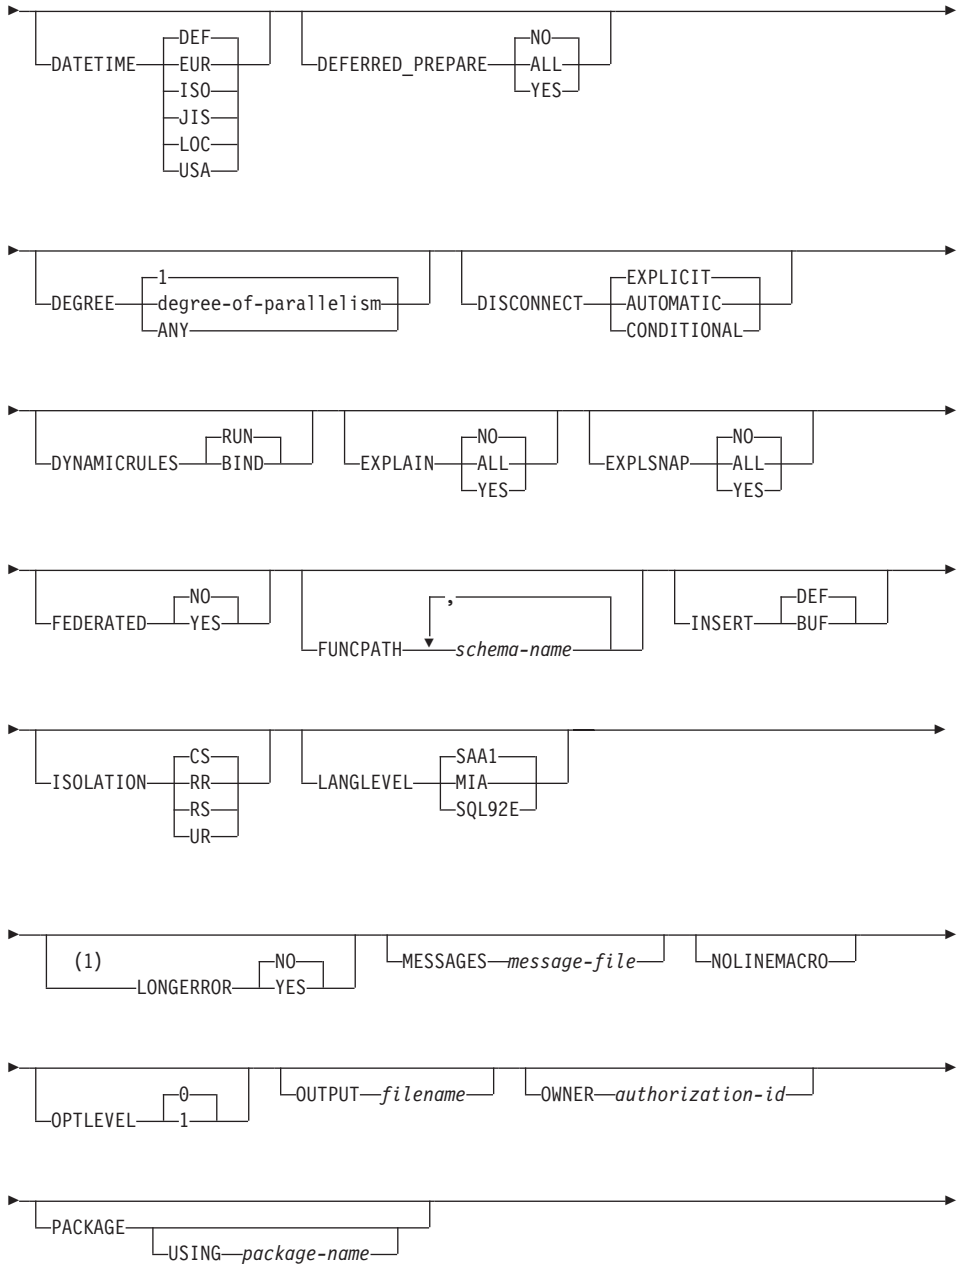 DATETIME
DEF
EUR
ISO
JIS
LOC
USA
DEFERRED_PREPARE
NO
ALL
YES
DEGREE
1
degree-of-parallelism
ANY
DISCONNECT
EXPLICIT
AUTOMATIC
CONDITIONAL
DYNAMICRULES
RUN
BIND
EXPLAIN
NO
ALL
YES
EXPLSNAP
NO
ALL
YES
FEDERATED
NO
YES
FUNCPATH
,
schema-name
INSERT
DEF
BUF
ISOLATION
CS
RR
RS
UR
LANGLEVEL
SAA1
MIA
SQL92E
(1)
LONGERROR
NO
YES
MESSAGES message-file
NOLINEMACRO
OPTLEVEL
0
1
OUTPUT filename
OWNER authorization-id
PACKAGE
USING package-name